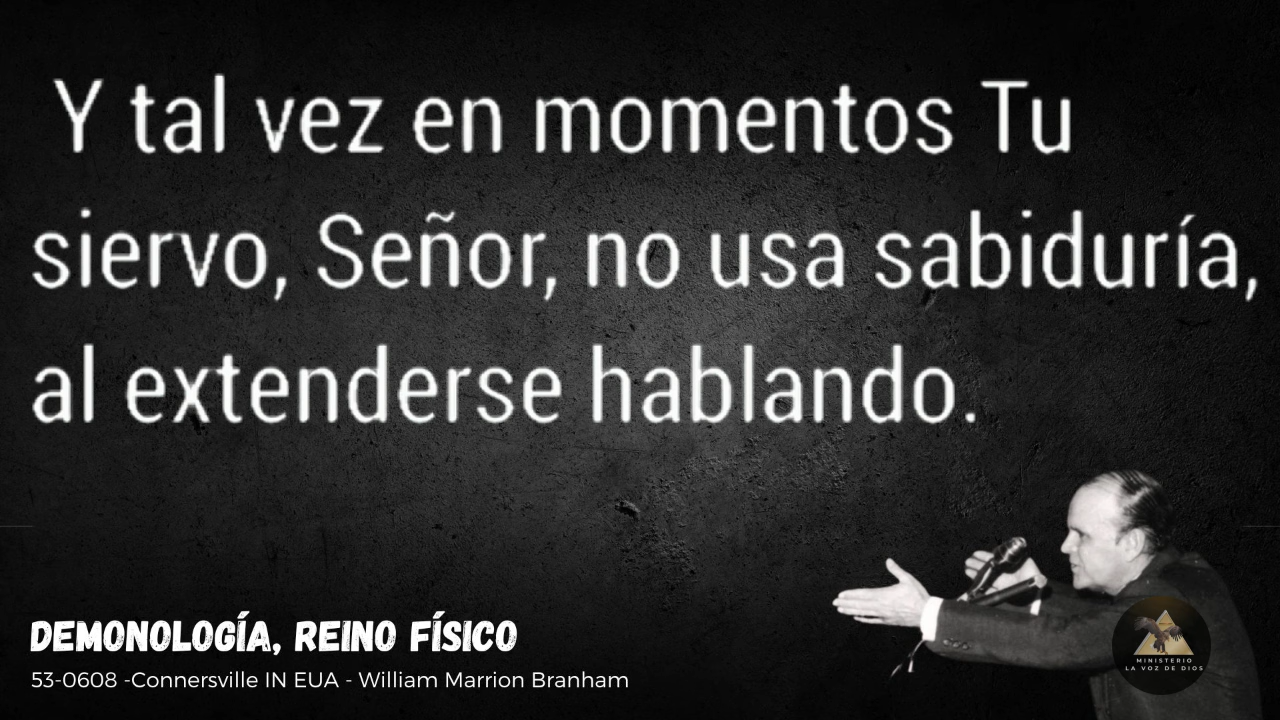 Y tal vez en momentos Tu
siervo, Señor, no usa sabiduría,
al extenderse hablando.
DEMONOLOGÍA, REINO FÍSICO
53-0608 -Connersville IN EUA - William Marrion Branham
MINISTERIO
LA VOZ DE DIOS